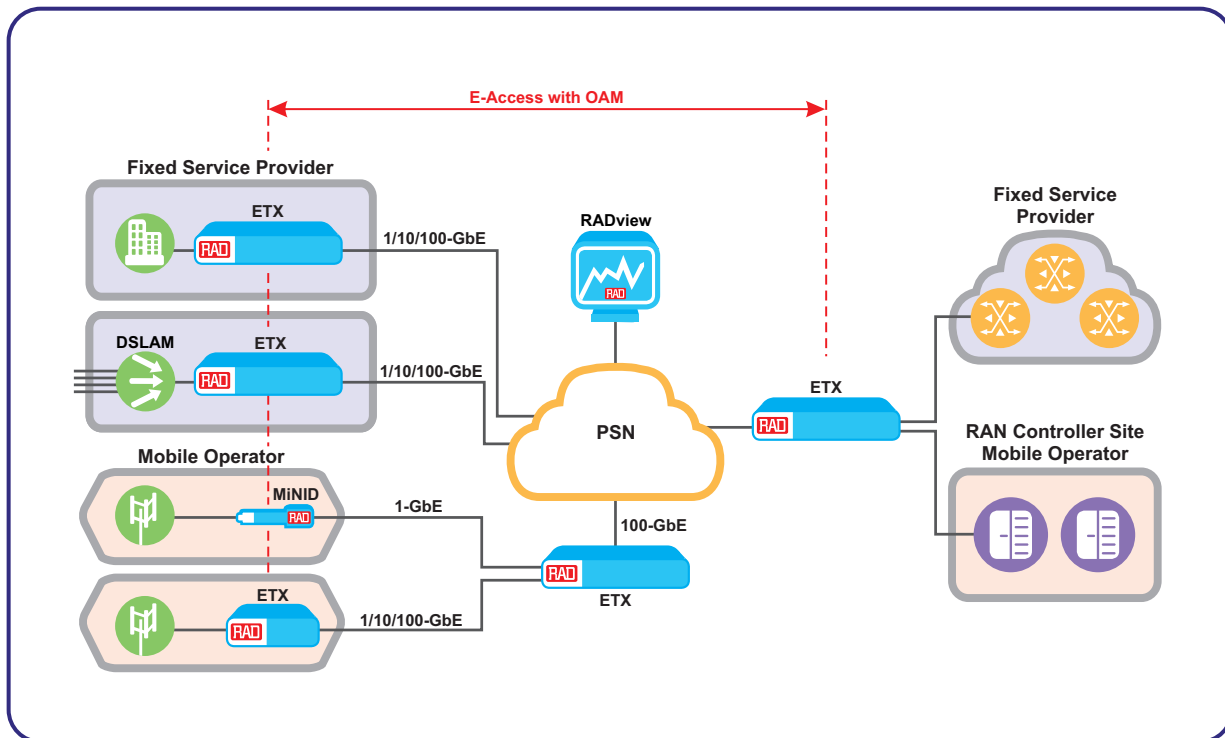 E-Access with OAM
Fixed Service Provider
ETX
RAD
1/10/100-GbE
DSLAM
ETX
RAD
1/10/100-GbE
Mobile Operator
MiNID
RAD
1-GbE
ETX
RAD
1/10/100-GbE
RADview
RAD
PSN
100-GbE
RAD
ETX
ETX
RAD
Fixed Service
Provider
RAN Controller Site
Mobile Operator